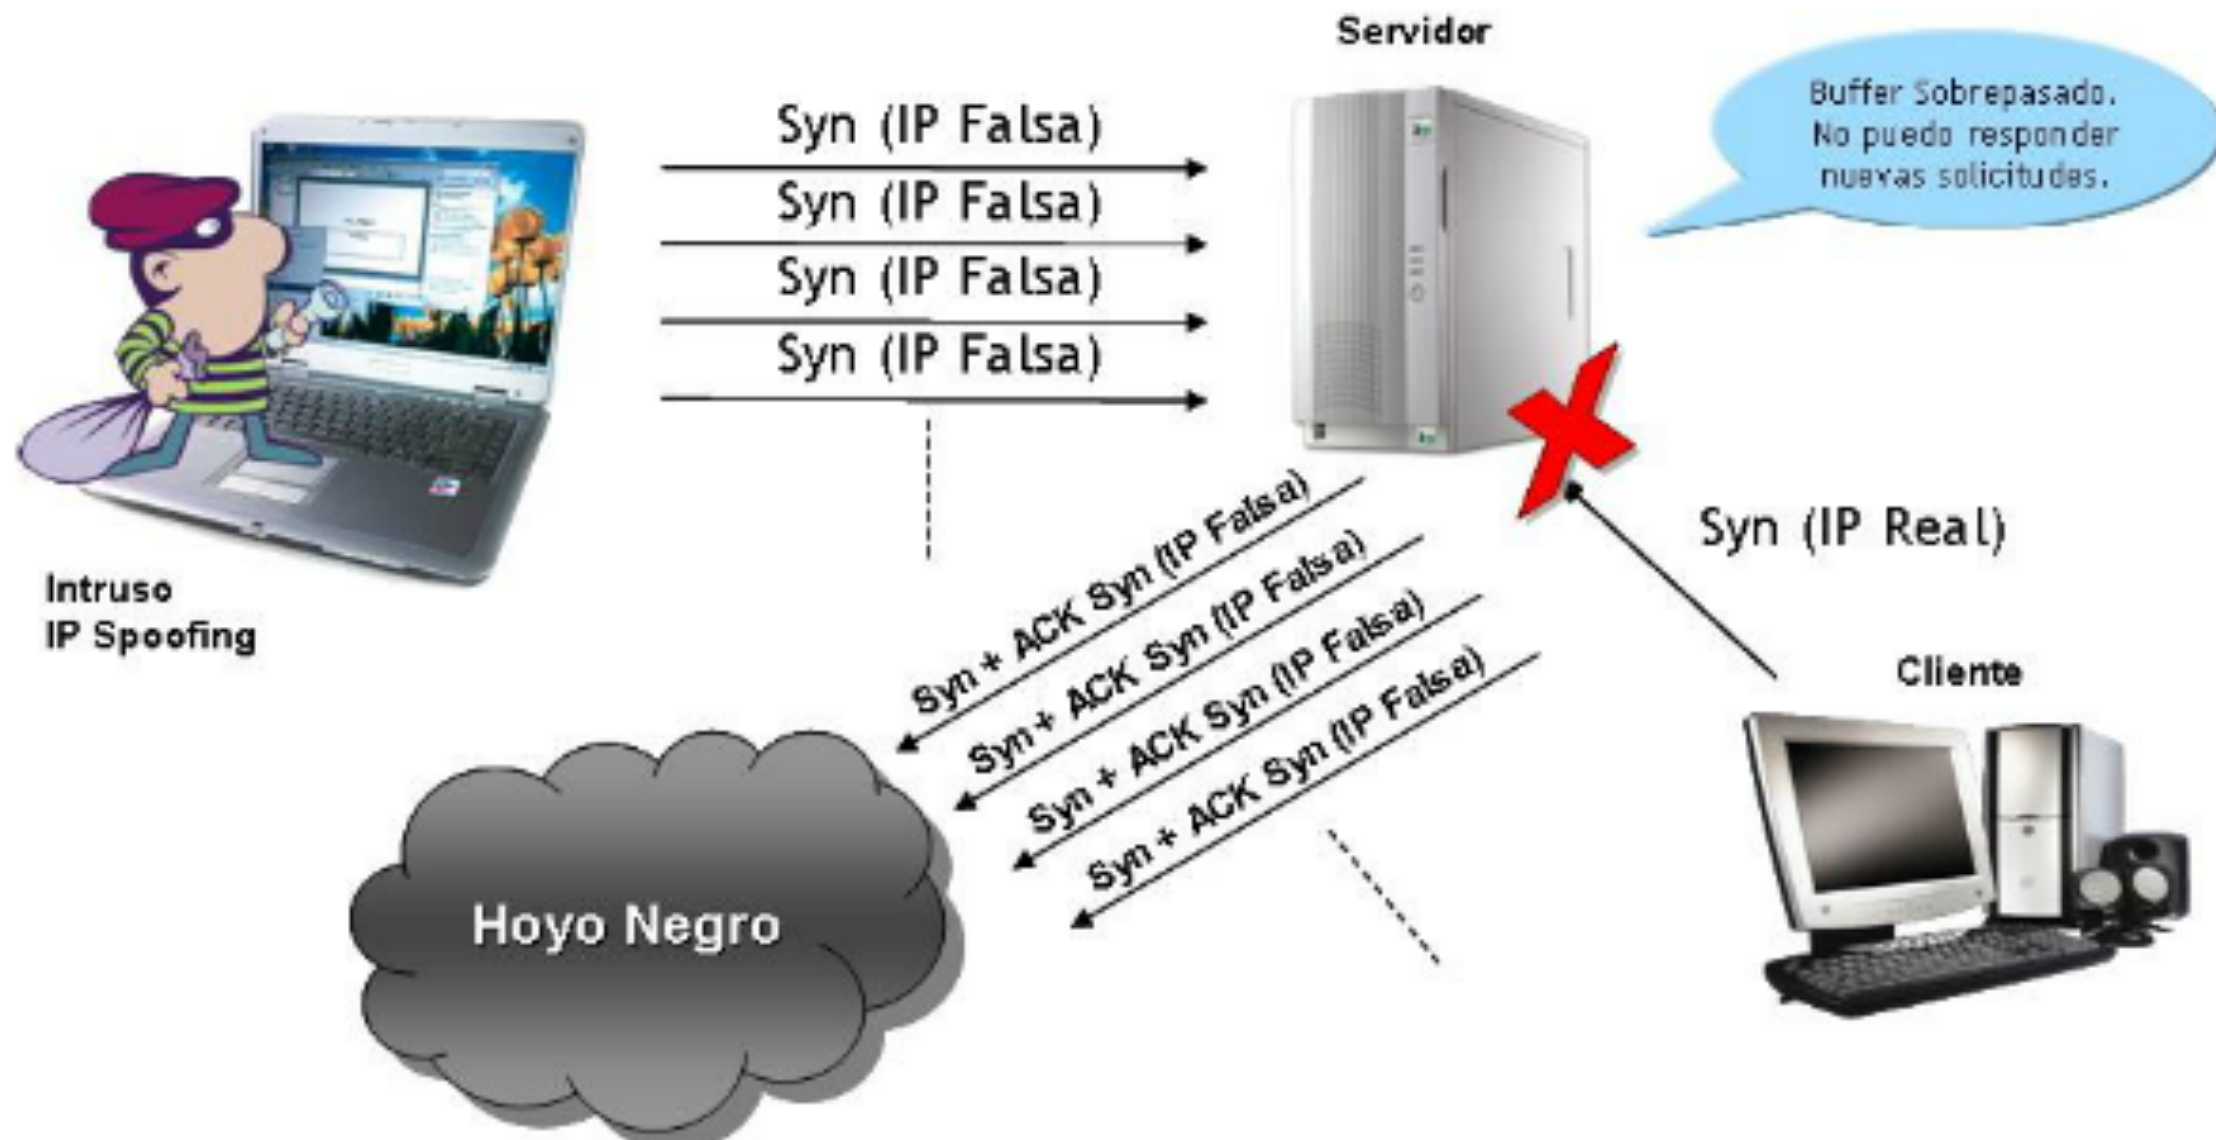 Servidor
Buffer Sobrepasado.
No puedo responder
nuevas solicitudes.
Syn (IP Falsa)
Syn (IP Falsa)
Syn (IP Falsa)
Syn (IP Falsa)
Intruso
IP Spoofing
Syn + ACK Syn (IP Falsa)
Syn + ACK Syn (IP Falsa)
Syn + ACK Syn (IP Falsa)
Syn + ACK Syn (IP Falsa)
Syn (IP Real)
Cliente
Hoyo Negro